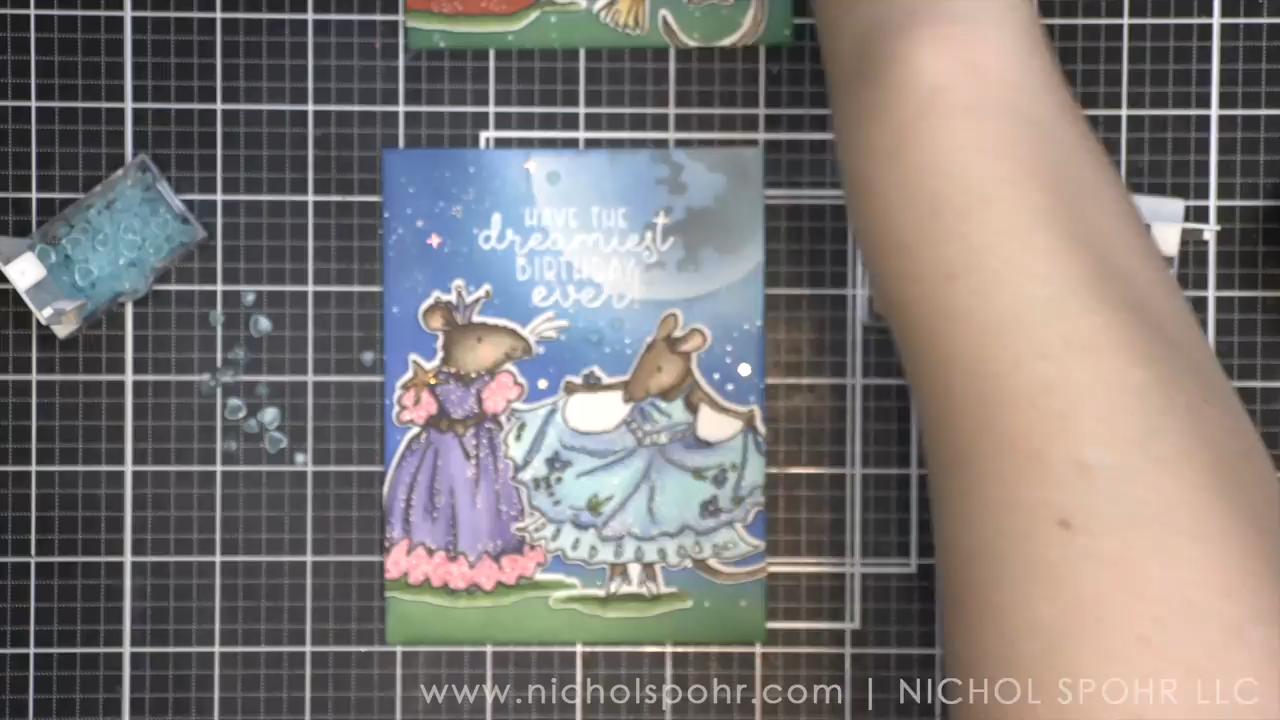 HAVE THE
dreamiest
BIRTHDAY
ever!
www.nicholspohr.com | NICHOL SPOHR LLC